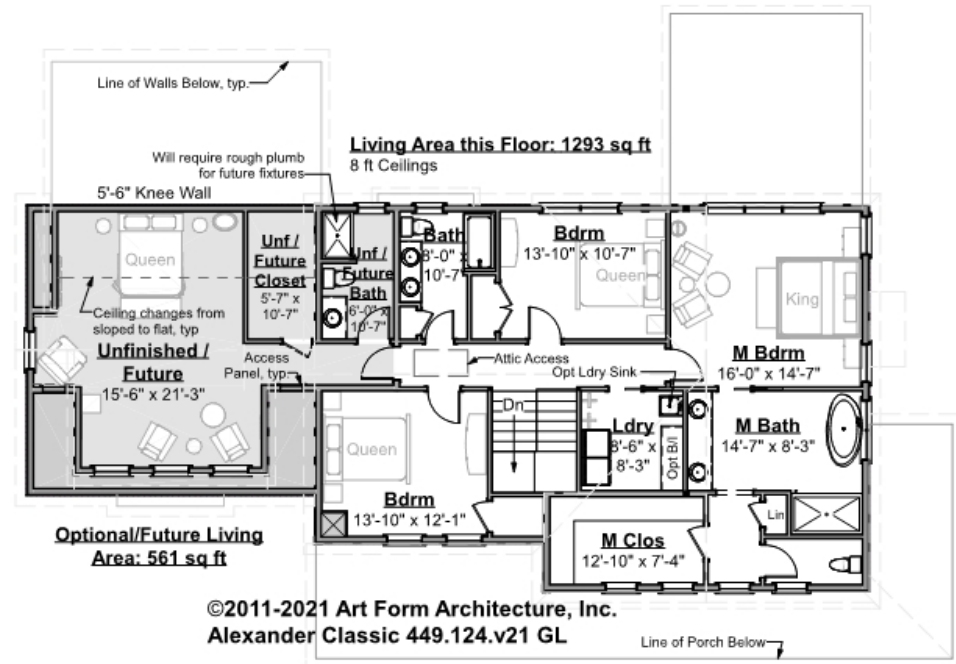 Line of Walls Below, typ.
Living Area this Floor: 1293 sq ft
8 ft Ceilings
Will require rough plumb
for future fixtures
5'-6" Knee Wall
Queen
Unf /
Future
Closet
5'-7" x
10'-7"
Unf /
Future
Bath
6'-0" x
10'-7"
Bath
8'-0" x
10'-7"
Bdrm
13'-10" x 10'-7"
Queen
King
Ceiling changes from
sloped to flat, typ
Unfinished /
Future
15'-6" x 21'-3"
Access
Panel, typ.
Attic Access
Opt Ldry Sink
M Bdrm
16'-0" x 14'-7"
Queen
Bdrm
13'-10" x 12'-1"
Dn
Ldry
8'-6" x
8'-3"
Opt B/I
M Bath
14'-7" x 8'-3"
Lin
M Clos
12'-10" x 7'-4"
Optional/Future Living
Area: 561 sq ft
©2011-2021 Art Form Architecture, Inc.
Alexander Classic 449.124.v21 GL
Line of Porch Below